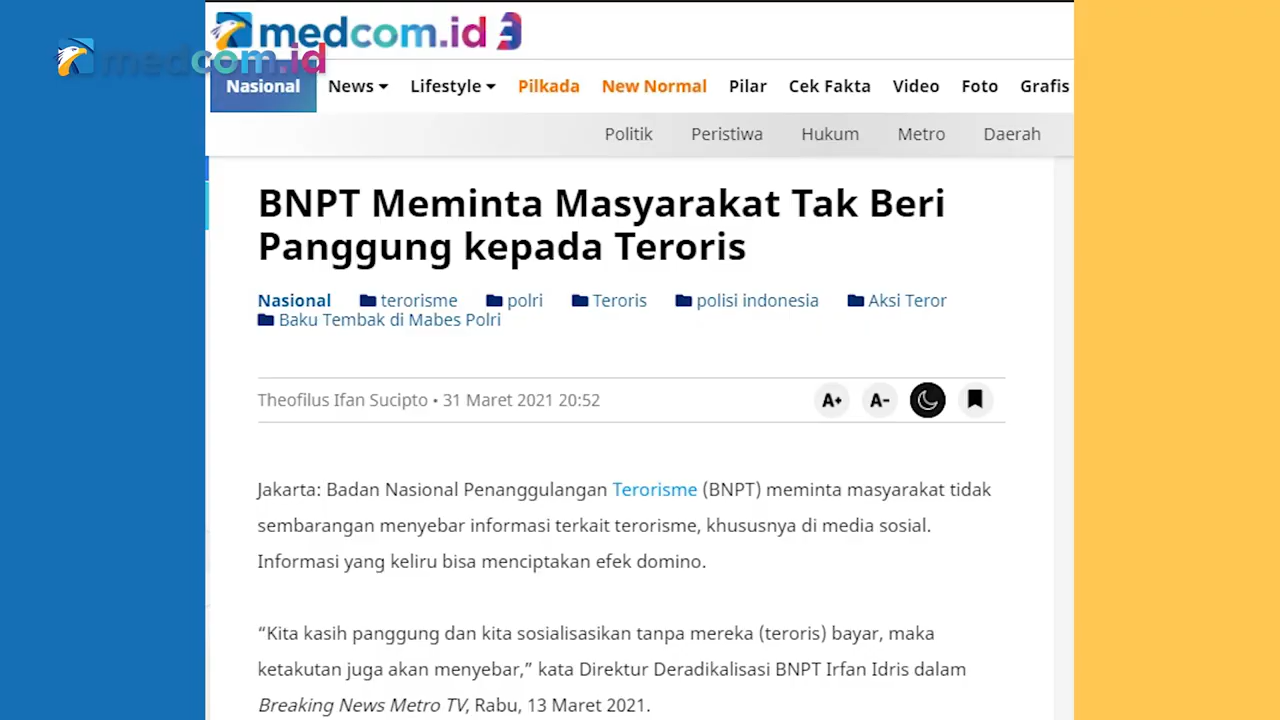 medcom.id
medcom.id
Nasional News Lifestyle Pilkada New Normal Pilar Cek Fakta Video Foto Grafis
Politik Peristiwa Hukum Metro Daerah
BNPT Meminta Masyarakat Tak Beri
Panggung kepada Teroris
Nasional terorisme polri Teroris polisi indonesia Aksi Teror
Baku Tembak di Mabes Polri
Theofilus Ifan Sucipto • 31 Maret 2021 20:52
A+ A-
Jakarta: Badan Nasional Penanggulangan Terorisme (BNPT) meminta masyarakat tidak
sembarangan menyebar informasi terkait terorisme, khususnya di media sosial.
Informasi yang keliru bisa menciptakan efek domino.
“Kita kasih panggung dan kita sosialisasikan tanpa mereka (teroris) bayar, maka
ketakutan juga akan menyebar,” kata Direktur Deradikalisasi BNPT Irfan Idris dalam
Breaking News Metro TV, Rabu, 13 Maret 2021.